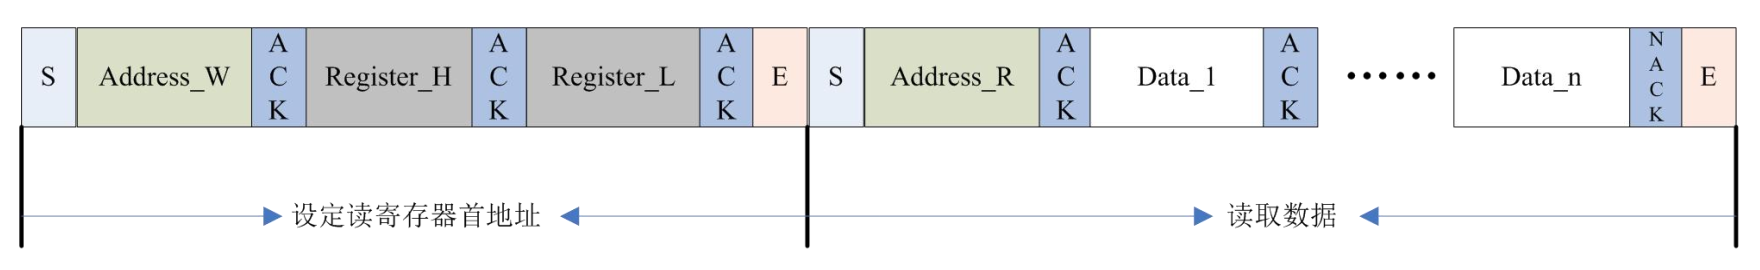 S Address_W ACK Register_H ACK Register_L ACK E S Address_R ACK Data_1 ACK ······ Data_n NACK E
设定读寄存器首地址 读取数据